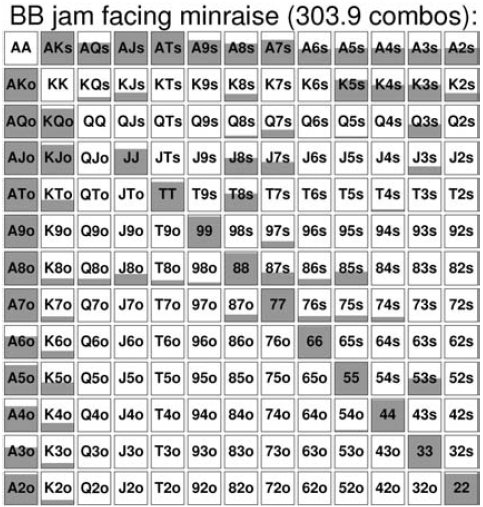 BB jam facing minraise (303.9 combos):
AA AKs AQs AJs ATs A9s A8s A7s A6s A5s A4s A3s A2s
AKo KK KQs KJs KTs K9s K8s K7s K6s K5s K4s K3s K2s
AQo KQo QQ QJs QTs Q9s Q8s Q7s Q6s Q5s Q4s Q3s Q2s
AJo KJo QJo JJ JTs J9s J8s J7s J6s J5s J4s J3s J2s
ATo KTo QTo JTo TT T9s T8s T7s T6s T5s T4s T3s T2s
A9o K9o Q9o J9o T9o 99 98s 97s 96s 95s 94s 93s 92s
A8o K8o Q8o J8o T8o 98o 88 87s 86s 85s 84s 83s 82s
A7o K7o Q7o J7o T7o 97o 87o 77 76s 75s 74s 73s 72s
A6o K6o Q6o J6o T6o 96o 86o 76o 66 65s 64s 63s 62s
A5o K5o Q5o J5o T5o 95o 85o 75o 65o 55 54s 53s 52s
A4o K4o Q4o J4o T4o 94o 84o 74o 64o 54o 44 43s 42s
A3o K3o Q3o J3o T3o 93o 83o 73o 63o 53o 43o 33 32s
A2o K2o Q2o J2o T2o 92o 82o 72o 62o 52o 42o 32o 22